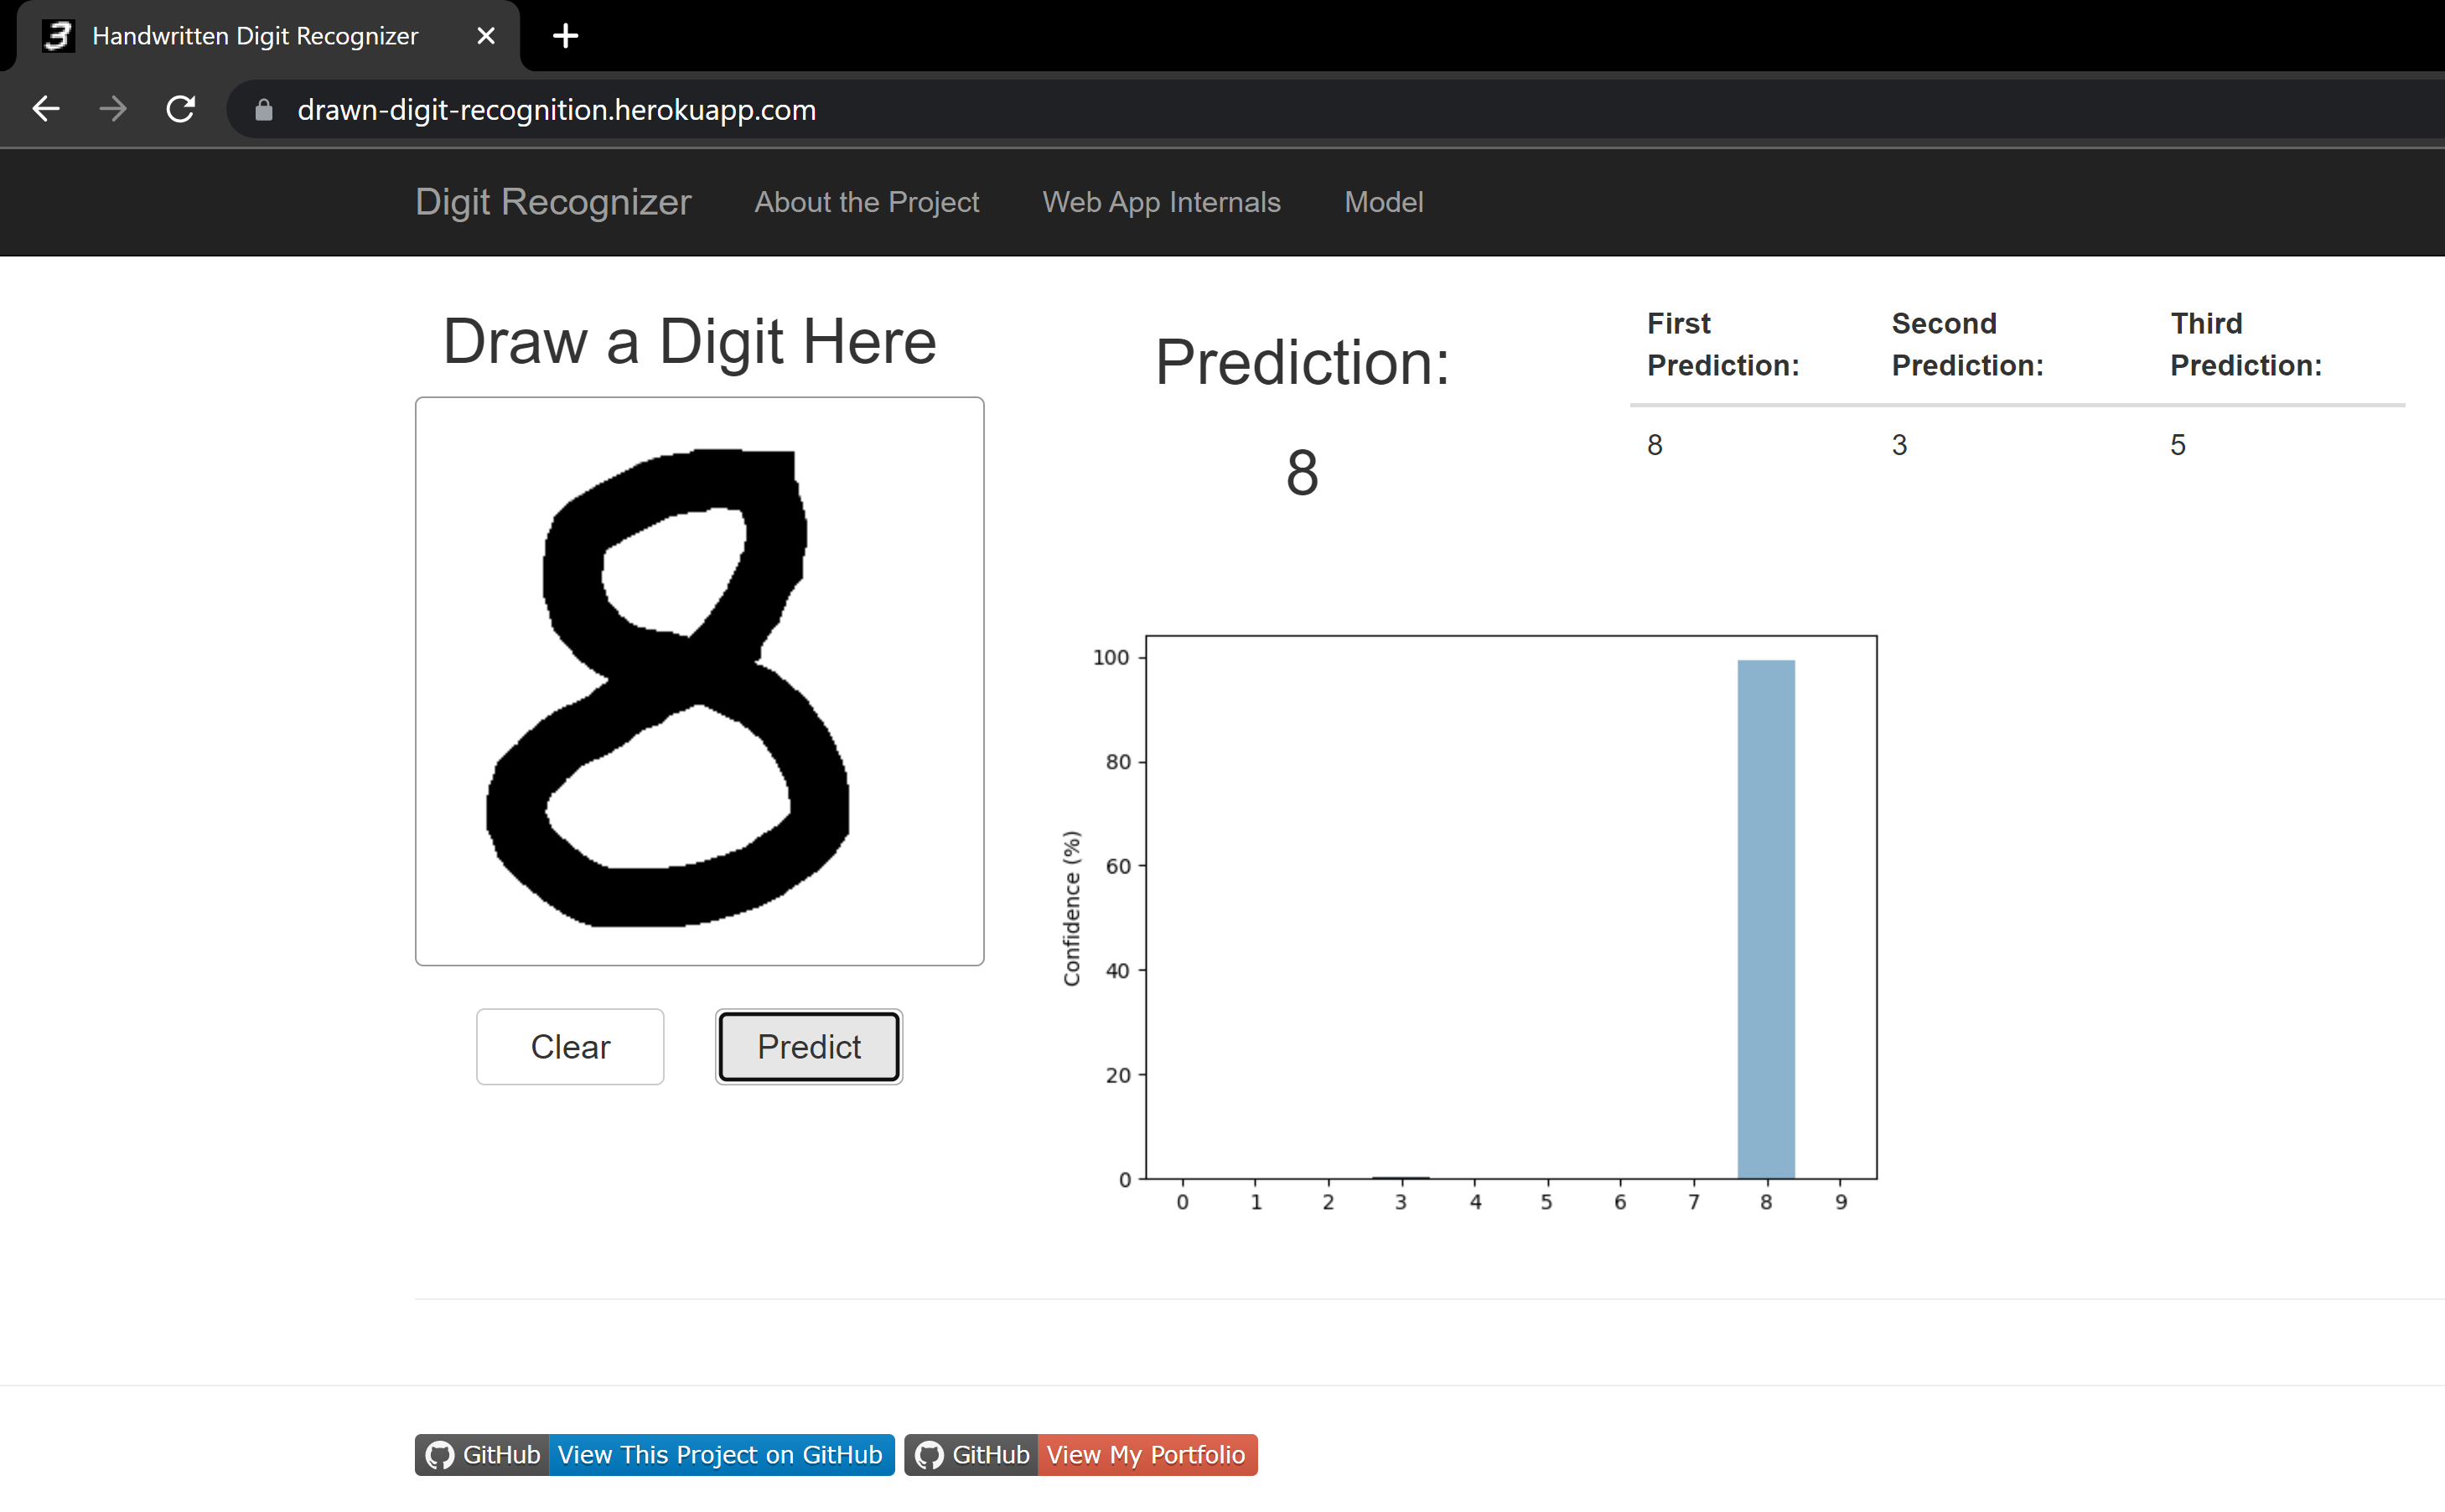 3 Handwritten Digit Recognizer
drawn-digit-recognition.herokuapp.com
Digit Recognizer About the Project Web App Internals Model
Draw a Digit Here
8
Clear Predict
Prediction:
8
First Prediction: Second Prediction: Third Prediction:
8 3 5
Confidence (%)
100
80
60
40
20
0
0 1 2 3 4 5 6 7 8 9
GitHub View This Project on GitHub GitHub View My Portfolio